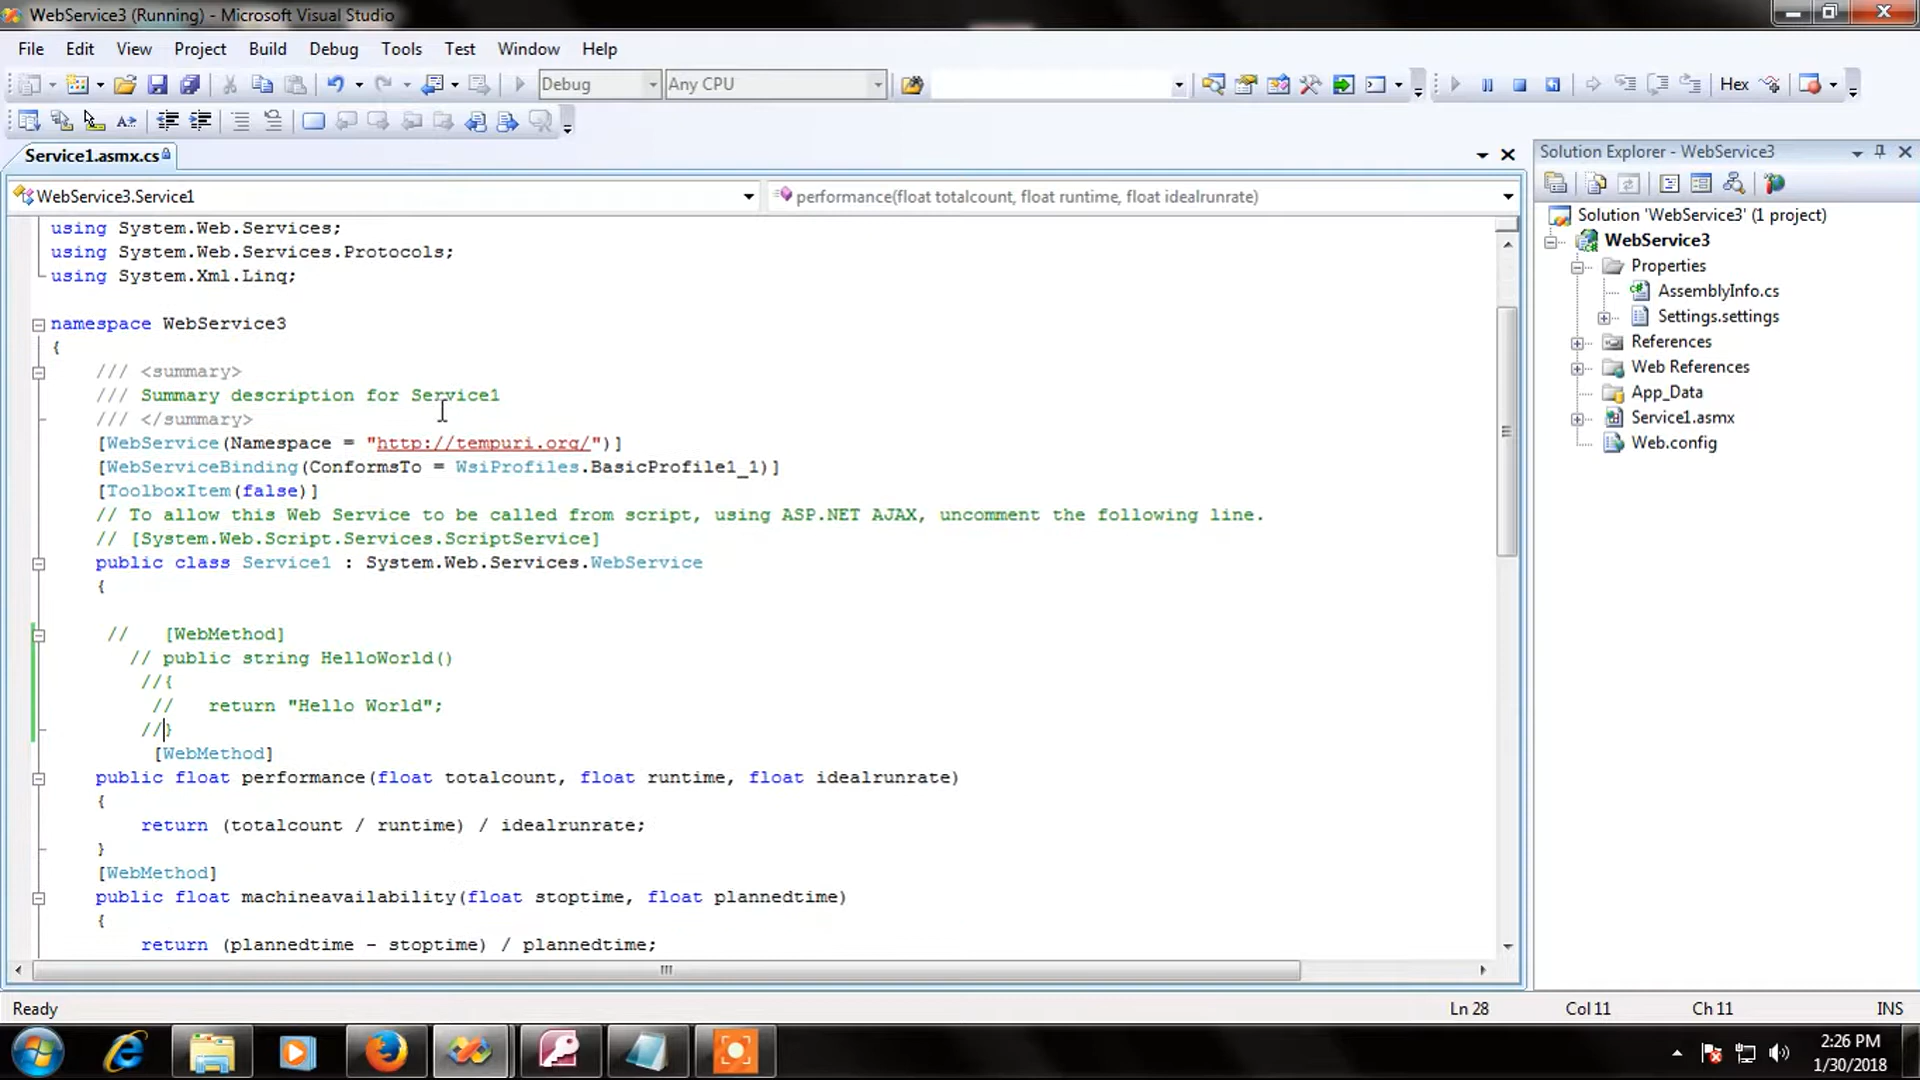 WebService3 (Running) - Microsoft Visual Studio
File Edit View Project Build Debug Tools Test Window Help
Debug Any CPU Hex
Service1.asmx.cs
WebService3.Service1 performance(float totalcount, float runtime, float idealrunrate)
using System.Web.Services;
using System.Web.Services.Protocols;
using System.Xml.Linq;
namespace WebService3
{
/// <summary>
/// Summary description for Service1
/// </summary>
[WebService(Namespace = "http://tempuri.org/")]
[WebServiceBinding(ConformsTo = WsiProfiles.BasicProfile1_1)]
[ToolboxItem(false)]
// To allow this Web Service to be called from script, using ASP.NET AJAX, uncomment the following line.
// [System.Web.Script.Services.ScriptService]
public class Service1 : System.Web.Services.WebService
{
// [WebMethod]
// public string HelloWorld()
//{
// return "Hello World";
//}
[WebMethod]
public float performance(float totalcount, float runtime, float idealrunrate)
{
return (totalcount / runtime) / idealrunrate;
}
[WebMethod]
public float machineavailability(float stoptime, float plannedtime)
{
return (plannedtime - stoptime) / plannedtime;
Solution Explorer - WebService3
Solution 'WebService3' (1 project)
WebService3
Properties
AssemblyInfo.cs
Settings.settings
References
Web References
App_Data
Service1.asmx
Web.config
Ready Ln 28 Col 11 Ch 11 INS
2:26 PM
1/30/2018